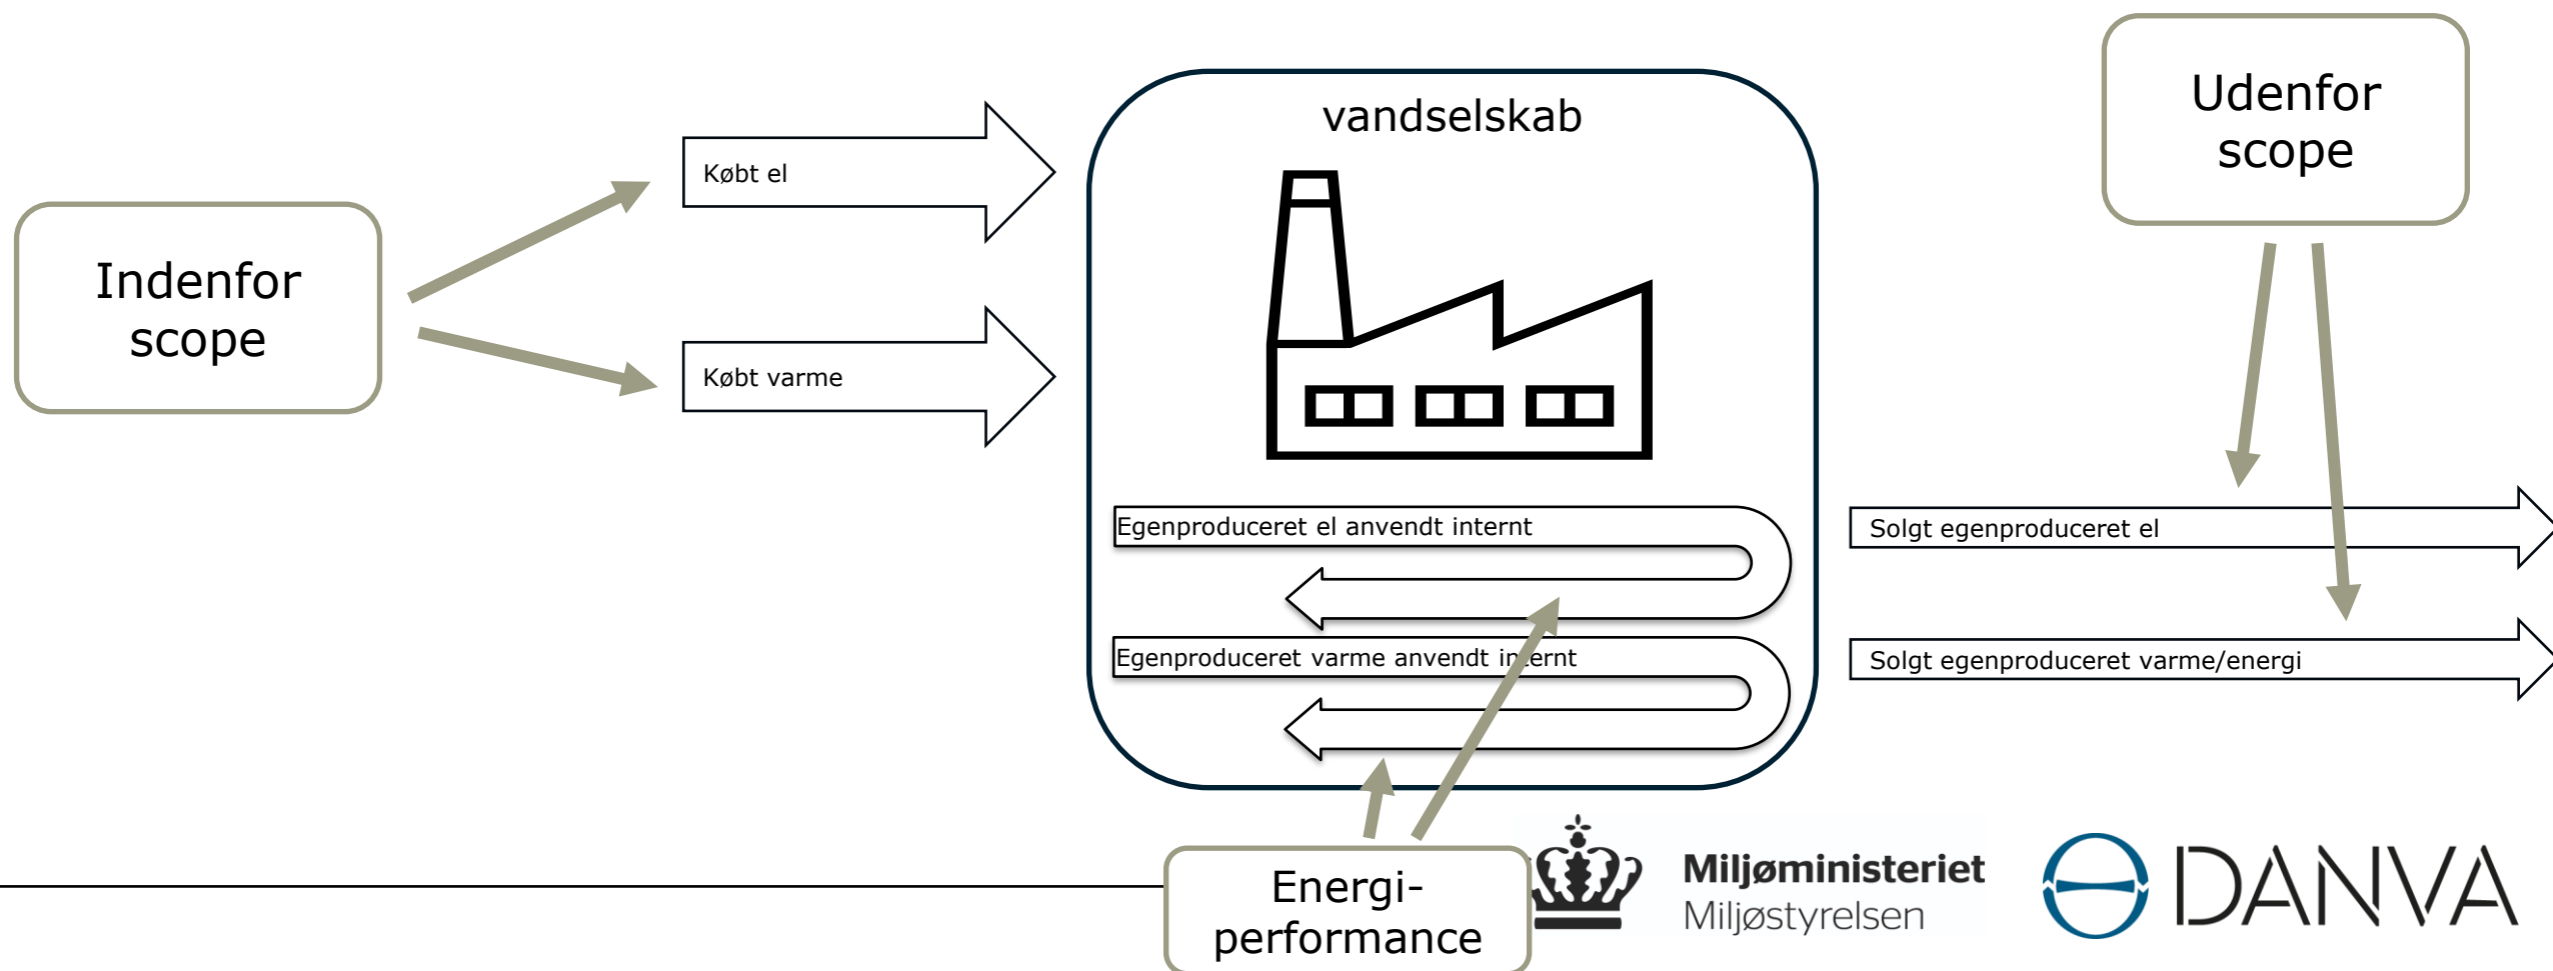 Udenfor
scope
vandselskab
Købt el
Indenfor
scope
Købt varme
Egenproduceret el anvendt internt
Solgt egenproduceret el
Egenproduceret varme anvendt internt
Solgt egenproduceret varme/energi
Energi-
performance
Miljøministeriet
Miljøstyrelsen
DANVA